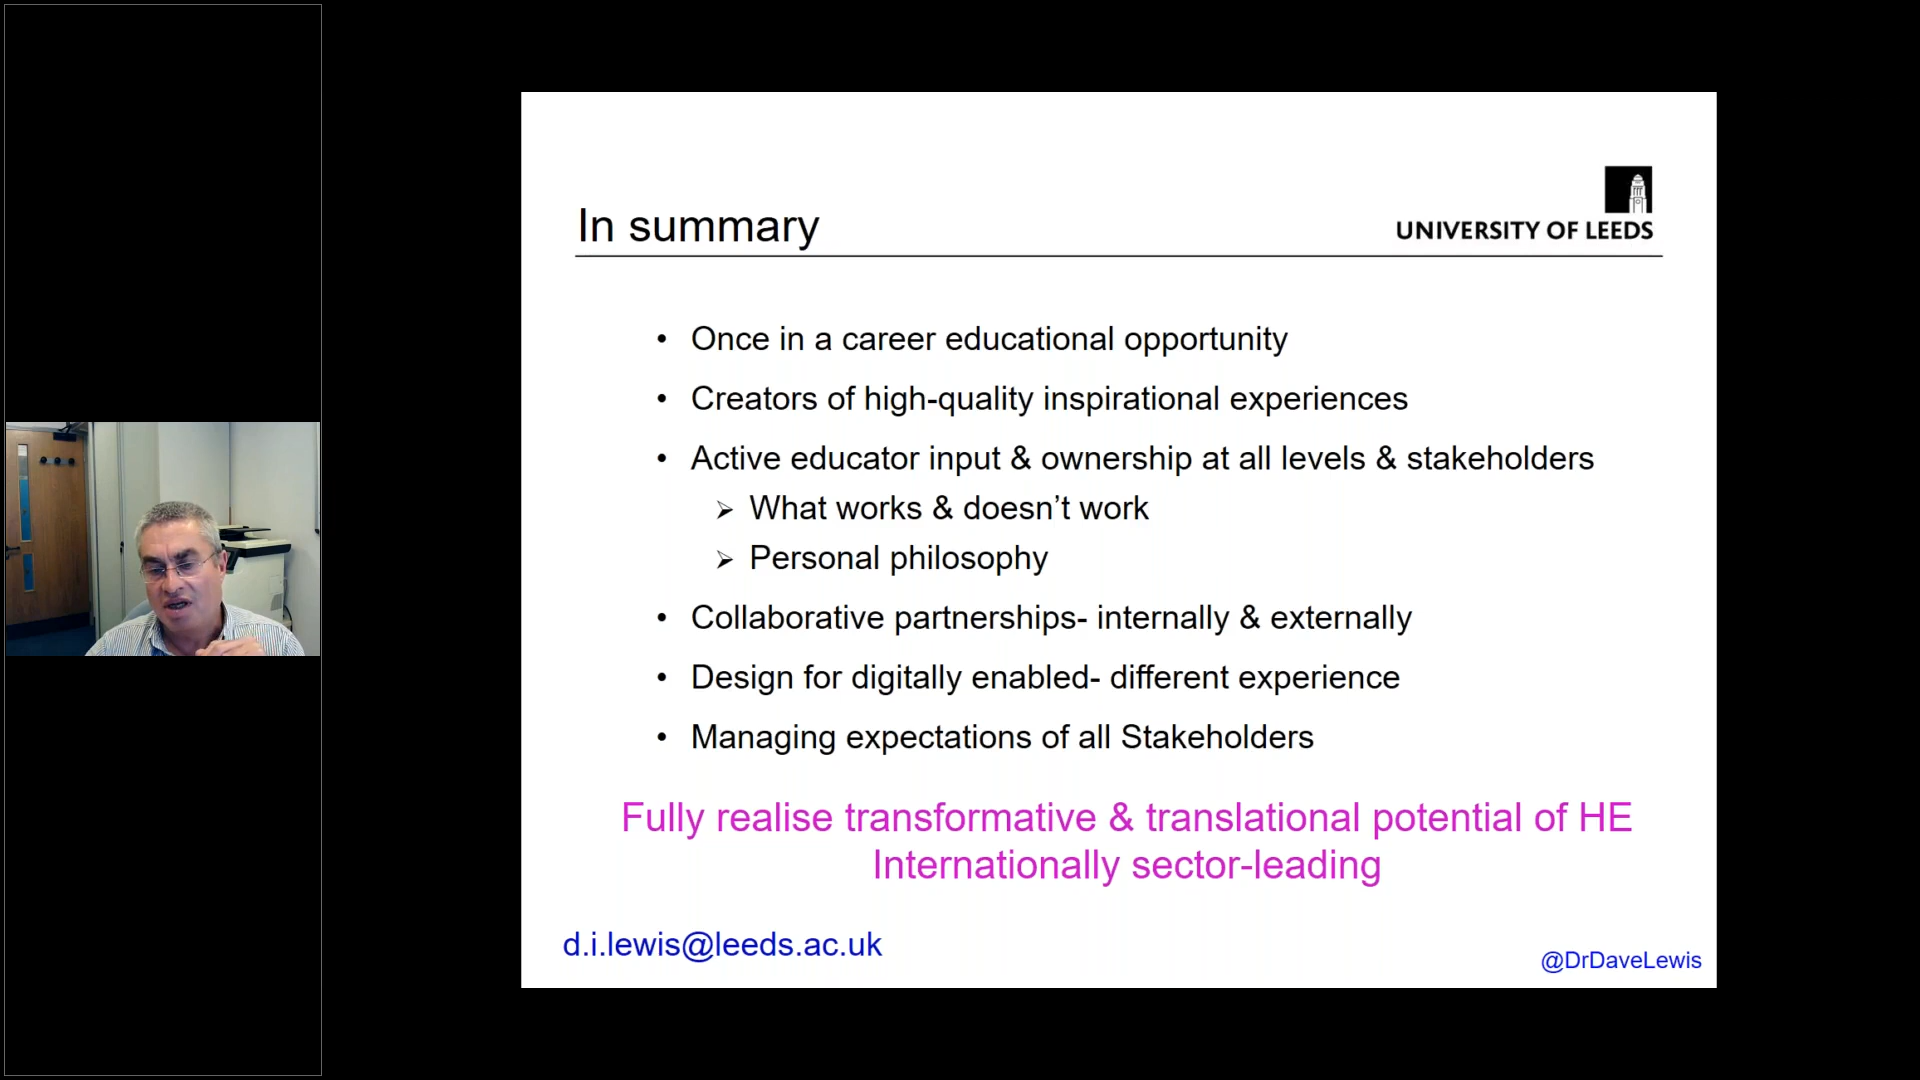 In summary
UNIVERSITY OF LEEDS
• Once in a career educational opportunity
• Creators of high-quality inspirational experiences
• Active educator input & ownership at all levels & stakeholders
➢ What works & doesn’t work
➢ Personal philosophy
• Collaborative partnerships- internally & externally
• Design for digitally enabled- different experience
• Managing expectations of all Stakeholders
Fully realise transformative & translational potential of HE
Internationally sector-leading
d.i.lewis@leeds.ac.uk
@DrDaveLewis